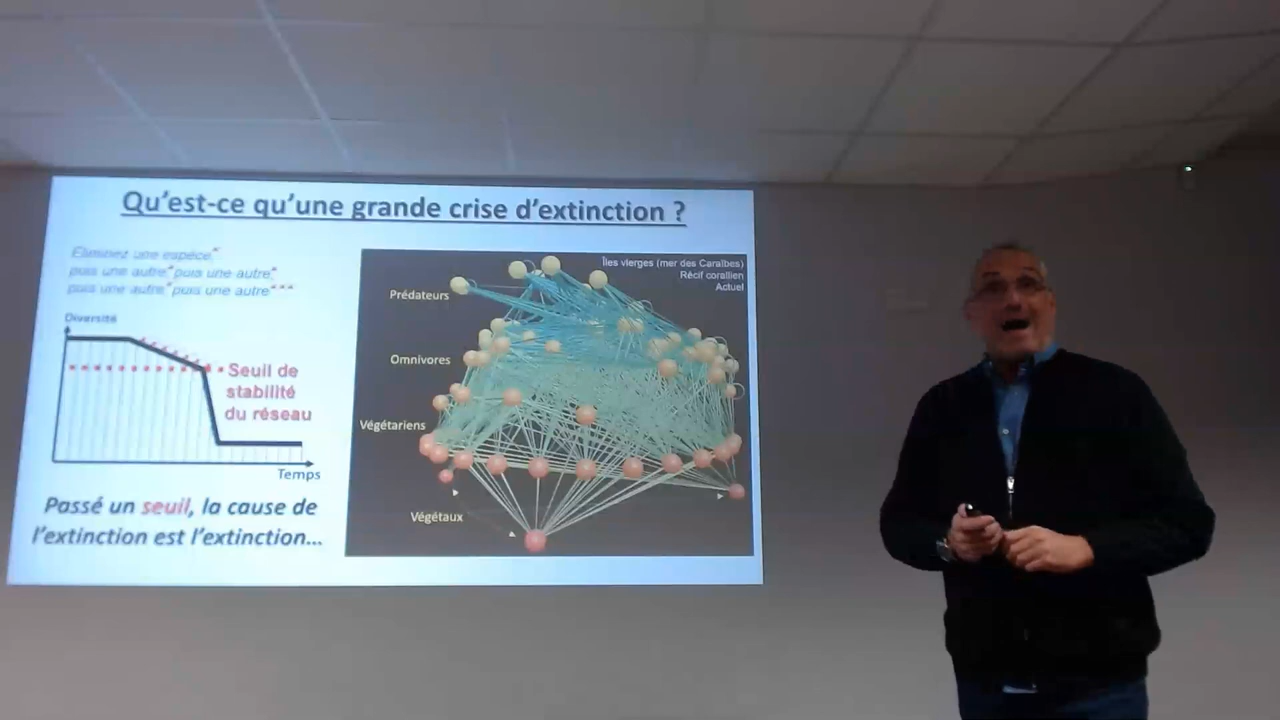 Qu'est-ce qu'une grande crise d'extinction ?
Eliminez une espèce
puis une autre puis une autre
puis une autre puis une autre
Diversité
Seuil de
stabilité
du réseau
Temps
Passé un seuil, la cause de
l'extinction est l'extinction...
Îles vierges (mer des Caraïbes)
Récif corallien
Actuel
Prédateurs
Omnivores
Végétariens
Végétaux